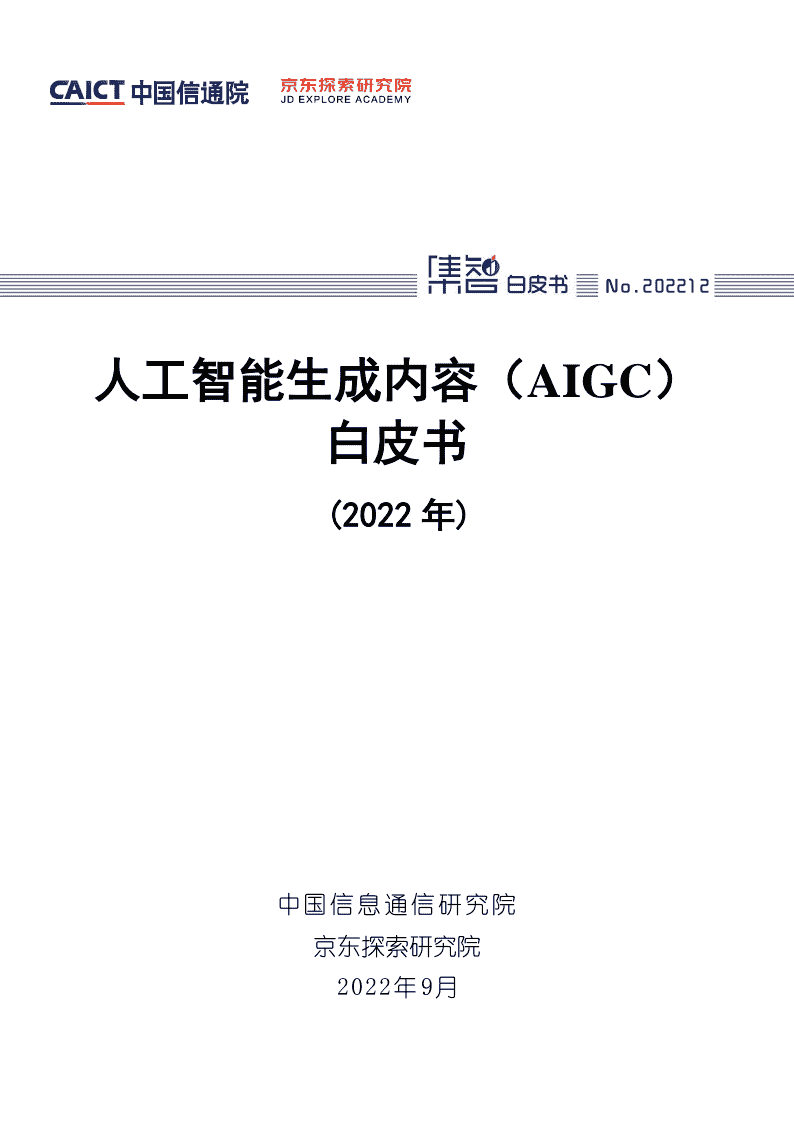 CAICT 中国信通院 京东探索研究院
JD EXPLORE ACADEMY
集智 白皮书 No.202212
人工智能生成内容（AIGC）
白皮书
(2022 年)
中国信息通信研究院
京东探索研究院
2022年9月